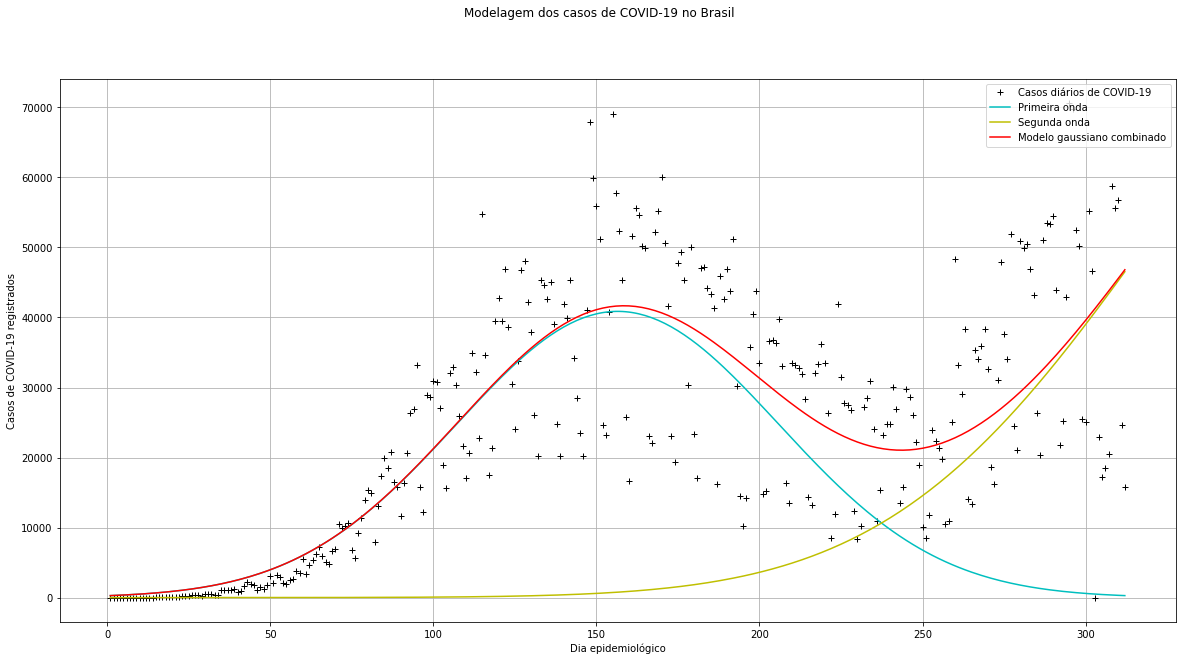 Modelagem dos casos de COVID-19 no Brasil
Casos diários de COVID-19
Primeira onda
Segunda onda
Modelo gaussiano combinado
Casos de COVID-19 registrados
70000
60000
50000
40000
30000
20000
10000
0
0 50 100 150 200 250 300
Dia epidemiológico